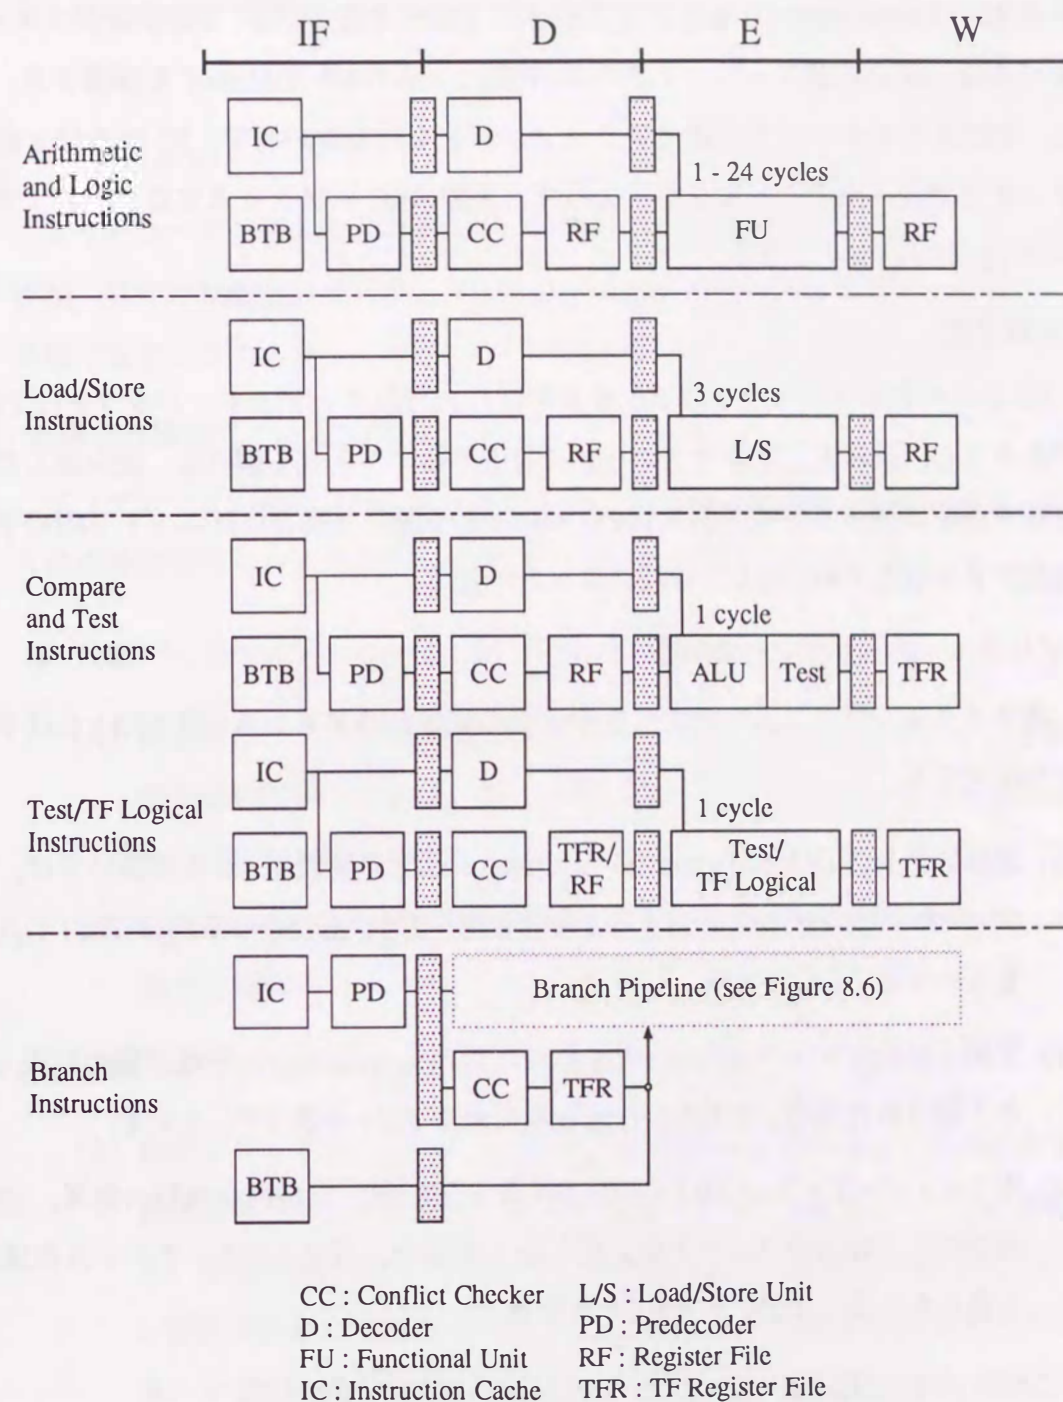 IF D E W
Arithmetic
and Logic
Instructions
IC D
1 - 24 cycles
BTB PD CC RF FU RF
Load/Store
Instructions
IC D
3 cycles
BTB PD CC RF L/S RF
Compare
and Test
Instructions
IC D
1 cycle
BTB PD CC RF ALU Test TFR
Test/TF Logical
Instructions
IC D
1 cycle
BTB PD CC TFR/
RF
Test/
TF Logical
TFR
Branch
Instructions
IC PD Branch Pipeline (see Figure 8.6)
CC TFR
BTB
CC : Conflict Checker
D : Decoder
FU : Functional Unit
IC : Instruction Cache
L/S : Load/Store Unit
PD : Predecoder
RF : Register File
TFR : TF Register File